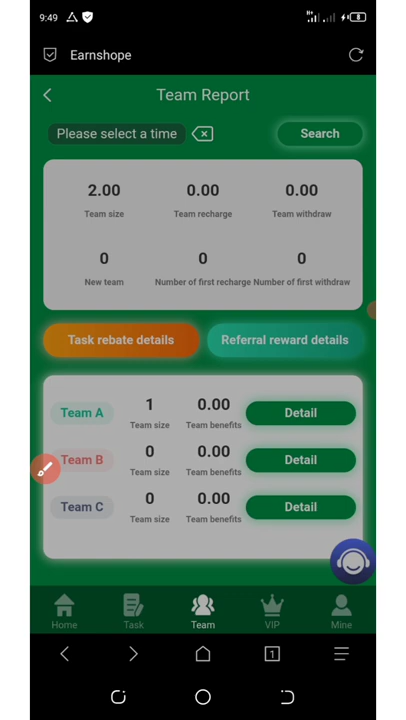 9:49
8
Earnshope
Team Report
Please select a time
Search
2.00 0.00 0.00
Team size Team recharge Team withdraw
0 0 0
New team Number of first recharge Number of first withdraw
Task rebate details Referral reward details
Team A 1 0.00 Detail
Team size Team benefits
Team B 0 0.00 Detail
Team size Team benefits
Team C 0 0.00 Detail
Team size Team benefits
Home Task Team VIP Mine
1